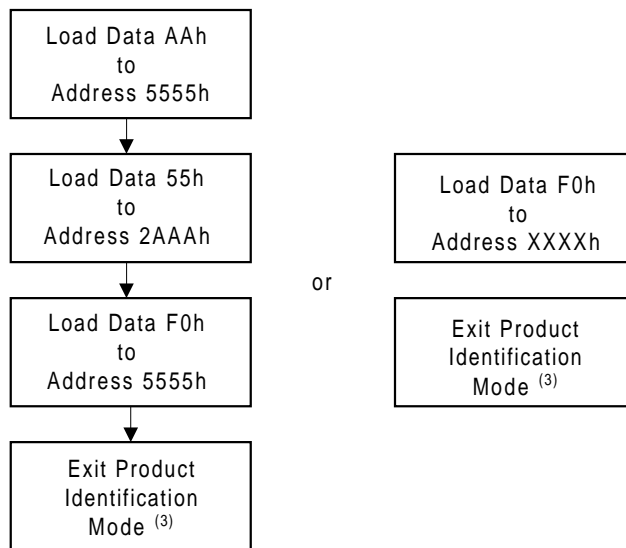 Load Data AAh
to
Address 5555h
Load Data 55h
to
Address 2AAAh
Load Data F0h
to
Address 5555h
Exit Product
Identification
Mode (3)
or
Load Data F0h
to
Address XXXXh
Exit Product
Identification
Mode (3)